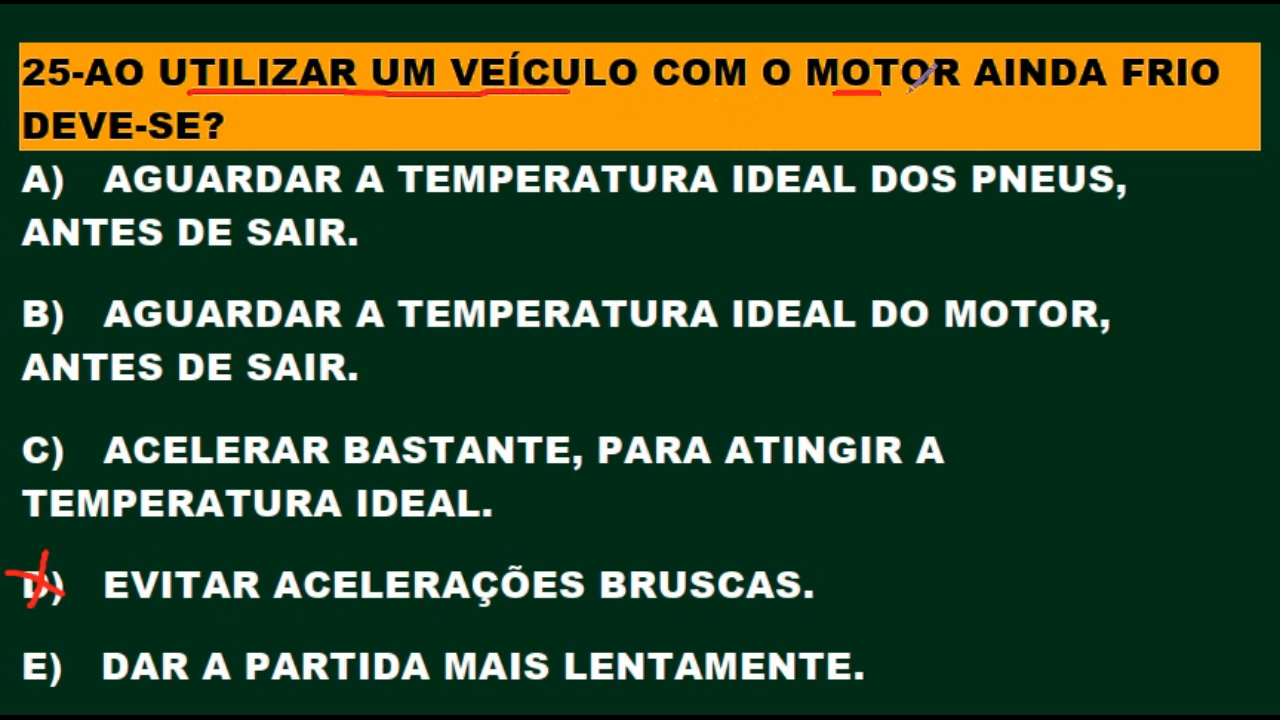 25-AO UTILIZAR UM VEÍCULO COM O MOTOR AINDA FRIO
DEVE-SE?
A) AGUARDAR A TEMPERATURA IDEAL DOS PNEUS,
ANTES DE SAIR.
B) AGUARDAR A TEMPERATURA IDEAL DO MOTOR,
ANTES DE SAIR.
C) ACELERAR BASTANTE, PARA ATINGIR A
TEMPERATURA IDEAL.
D) EVITAR ACELERAÇÕES BRUSCAS.
E) DAR A PARTIDA MAIS LENTAMENTE.